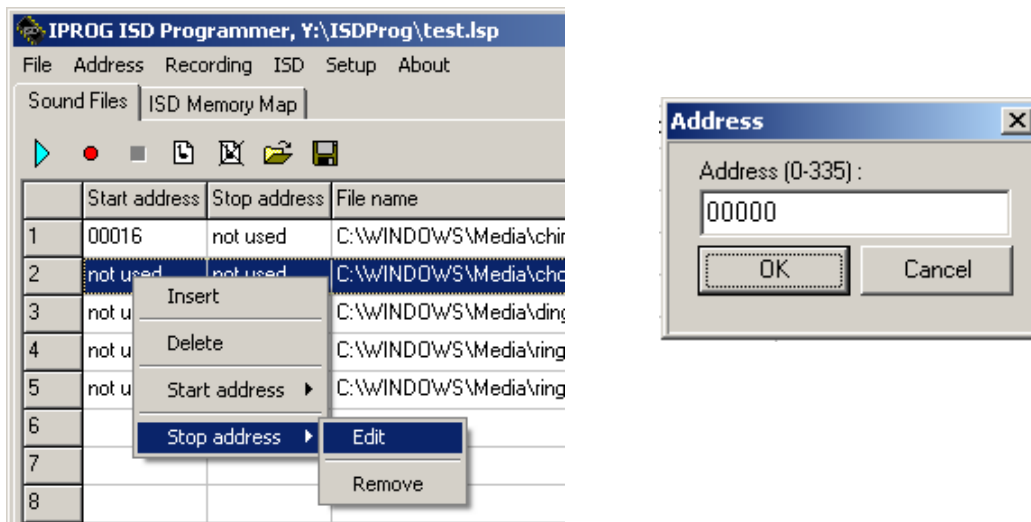 IPROG ISD Programmer, Y:\ISDProg\test.lsp
File Address Recording ISD Setup About
Sound Files ISD Memory Map
Start address Stop address File name
1 00016 not used C:\WINDOWS\Media\chi
2 not used not used C:\WINDOWS\Media\cho
3 not u C:\WINDOWS\Media\ding
4 not u C:\WINDOWS\Media\ring
5 not u C:\WINDOWS\Media\ring
6
7
8
Insert
Delete
Start address
Stop address
Edit
Remove
Address
Address (0-335) :
00000
OK Cancel